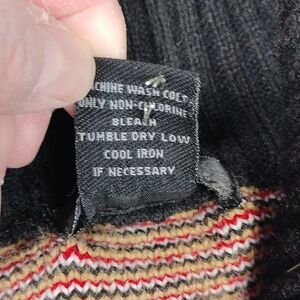 MACHINE WASH COLD
ONLY NON-CHLORINE
BLEACH
TUMBLE DRY LOW
COOL IRON
IF NECESSARY